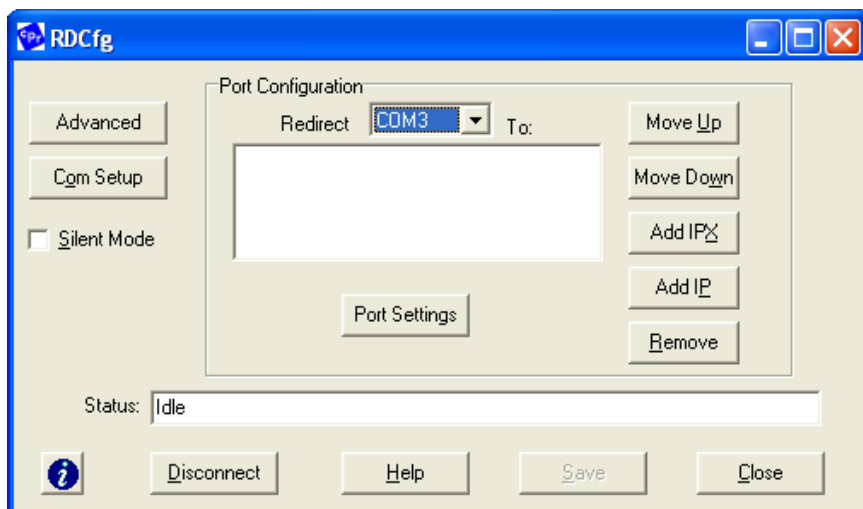 CPr RDCfg
Port Configuration
Advanced
Redirect COM3 To:
Move Up
Com Setup
Move Down
Silent Mode
Add IPX
Add IP
Port Settings
Remove
Status: Idle
i Disconnect Help Save Close